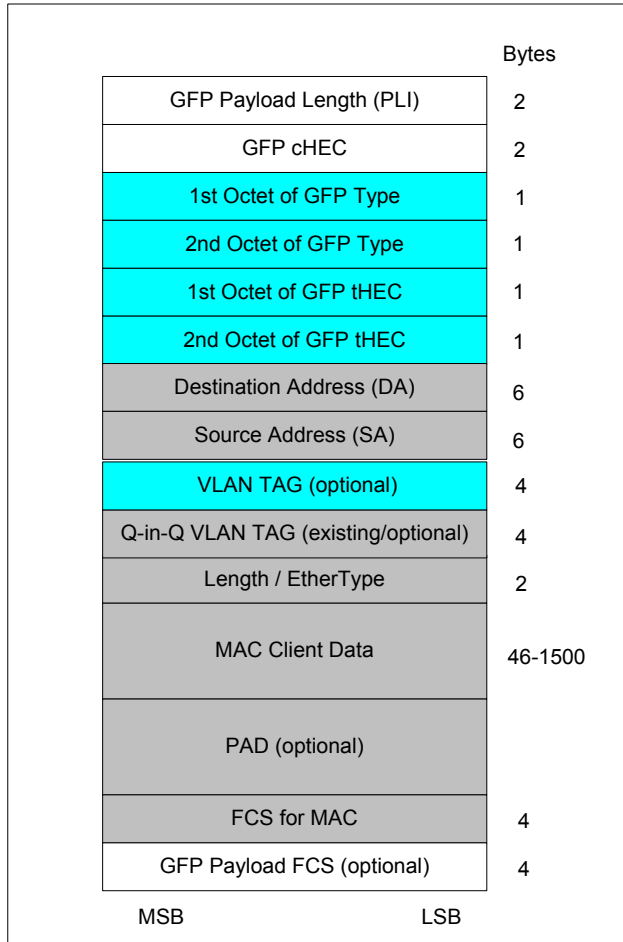 Bytes
GFP Payload Length (PLI) 2
GFP cHEC 2
1st Octet of GFP Type 1
2nd Octet of GFP Type 1
1st Octet of GFP tHEC 1
2nd Octet of GFP tHEC 1
Destination Address (DA) 6
Source Address (SA) 6
VLAN TAG (optional) 4
Q-in-Q VLAN TAG (existing/optional) 4
Length / EtherType 2
MAC Client Data 46-1500
PAD (optional)
FCS for MAC 4
GFP Payload FCS (optional) 4
MSB LSB